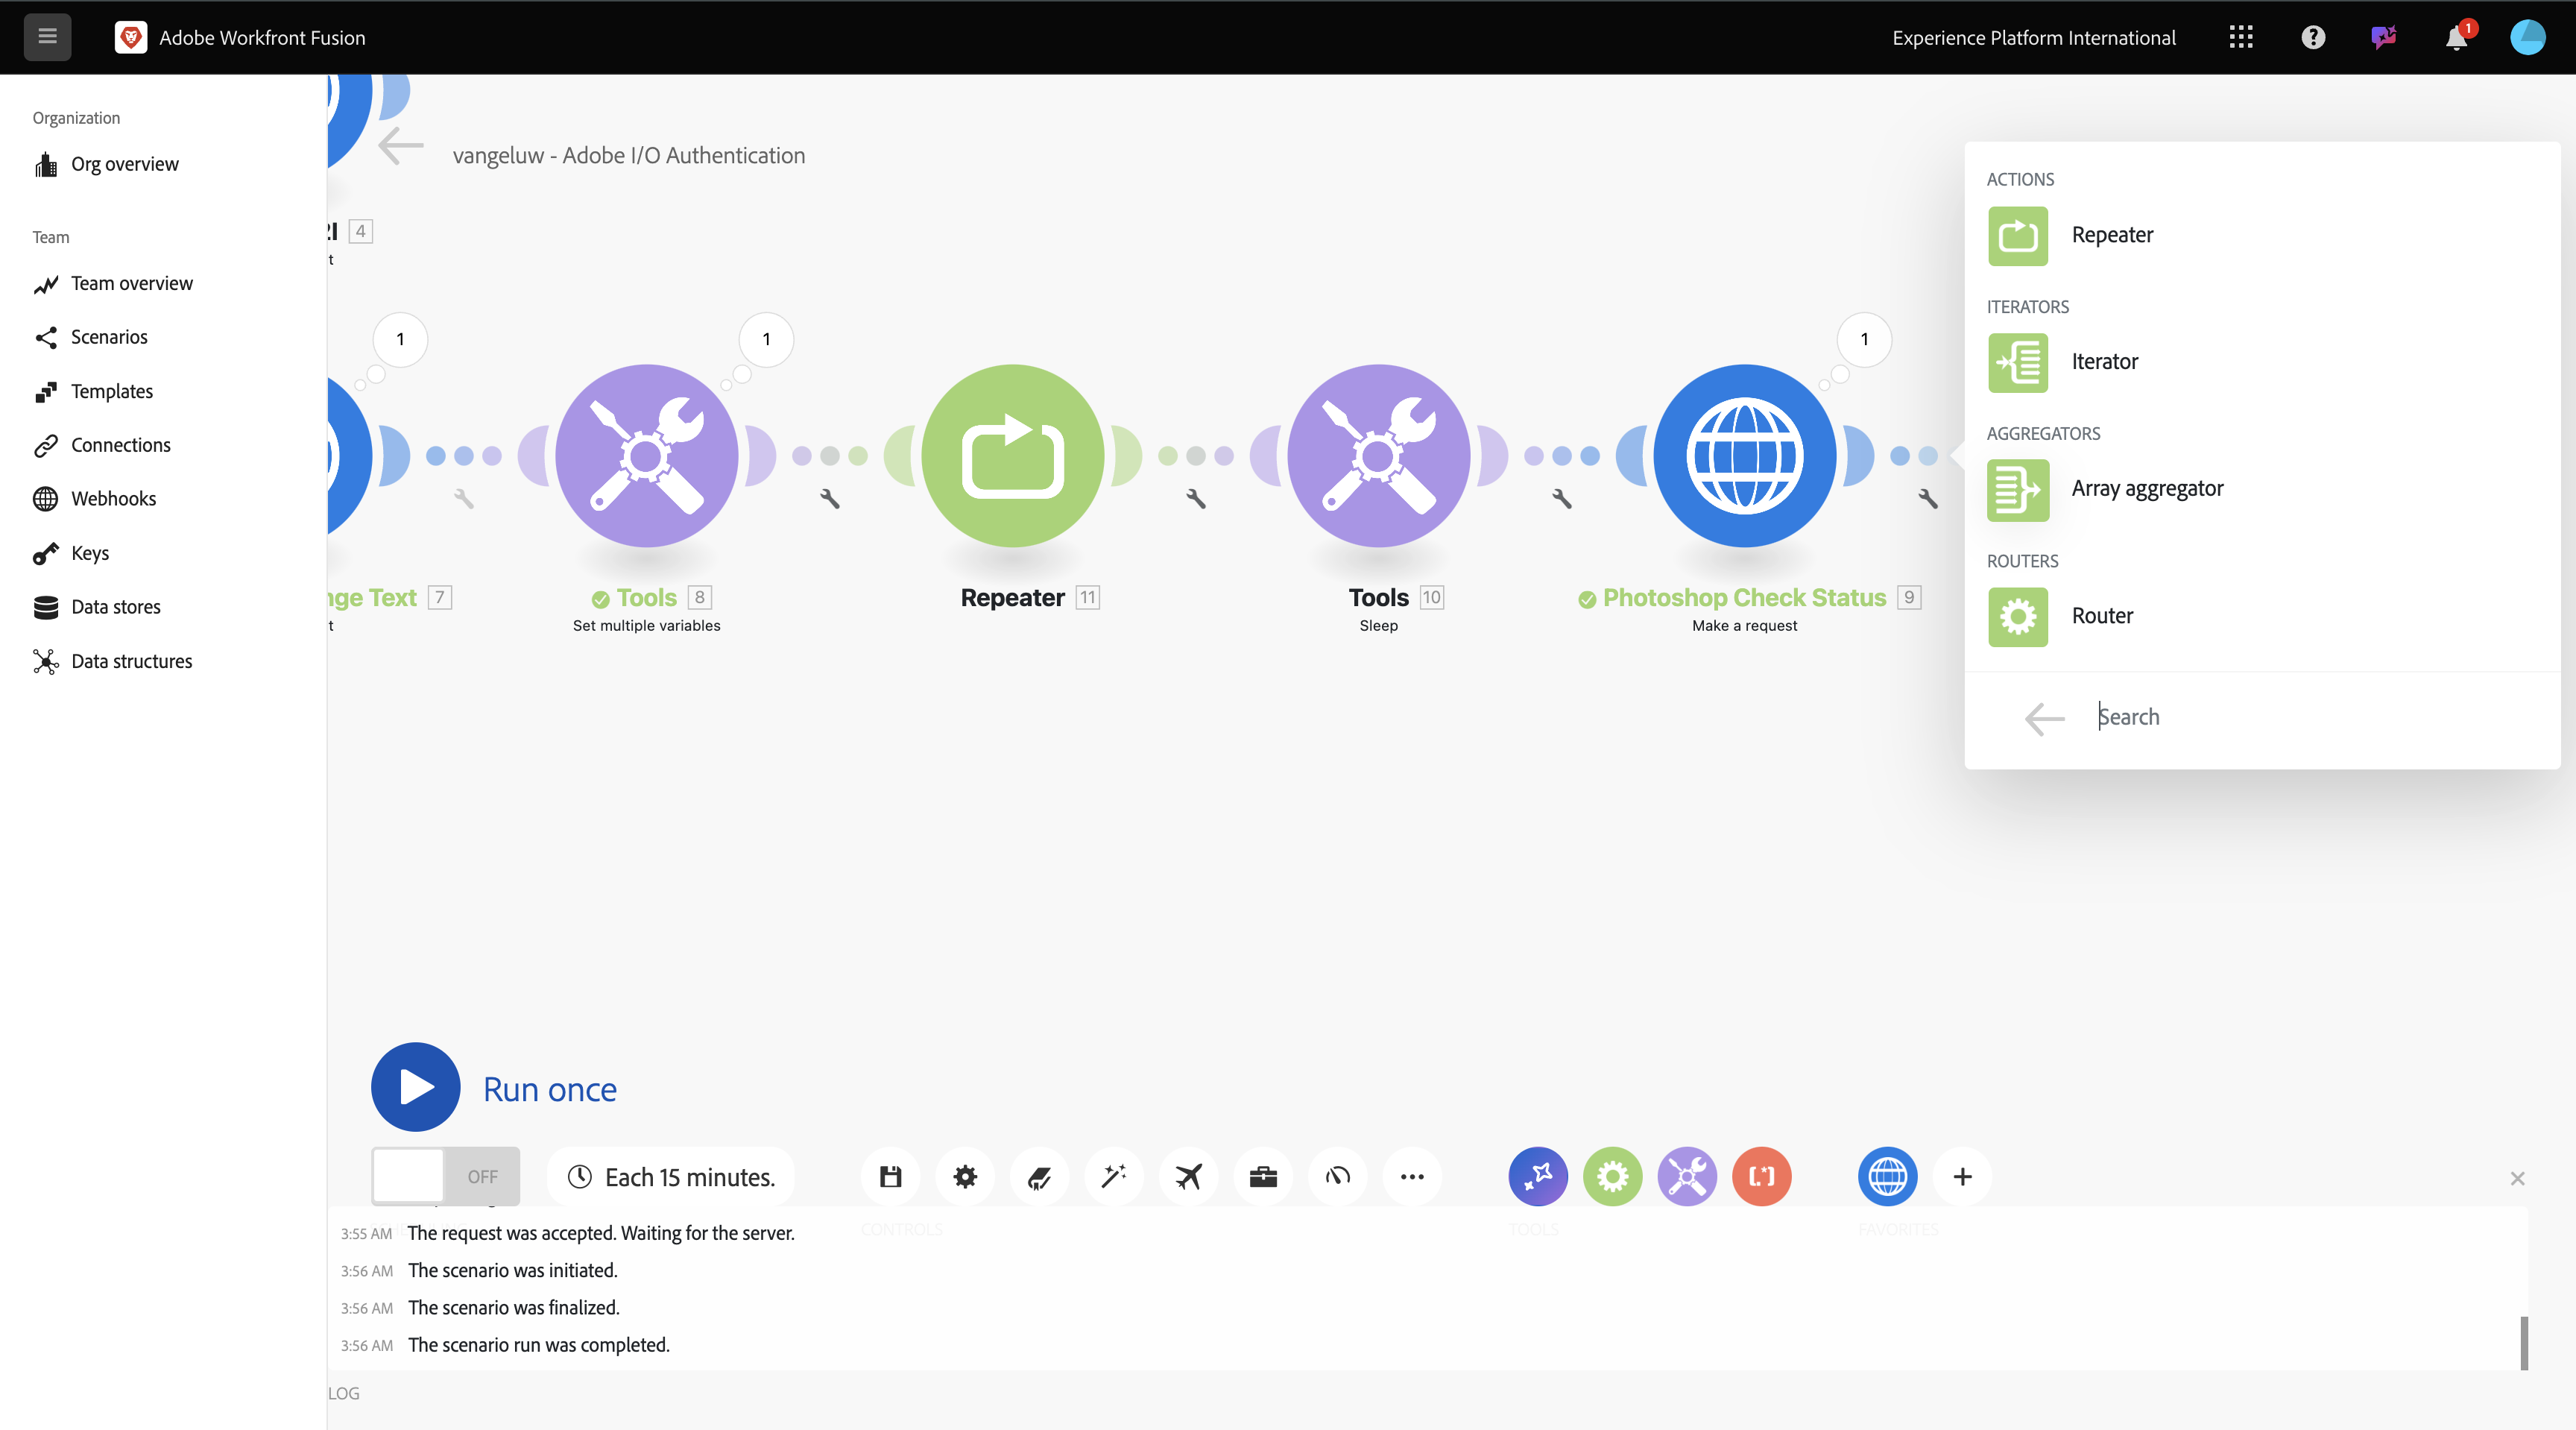 Adobe Workfront Fusion
Experience Platform International
1
Organization
Org overview
Team
Team overview
Scenarios
Templates
Connections
Webhooks
Keys
Data stores
Data structures
vangeluw - Adobe I/O Authentication
4
t
1
1
1
nge Text 7
t
Tools 8
Set multiple variables
Repeater 11
Tools 10
Sleep
Photoshop Check Status 9
Make a request
ACTIONS
Repeater
ITERATORS
Iterator
AGGREGATORS
Array aggregator
ROUTERS
Router
Search
Run once
OFF
Each 15 minutes.
CONTROLS
TOOLS
FAVORITES
3:55 AM The request was accepted. Waiting for the server.
3:56 AM The scenario was initiated.
3:56 AM The scenario was finalized.
3:56 AM The scenario run was completed.
LOG